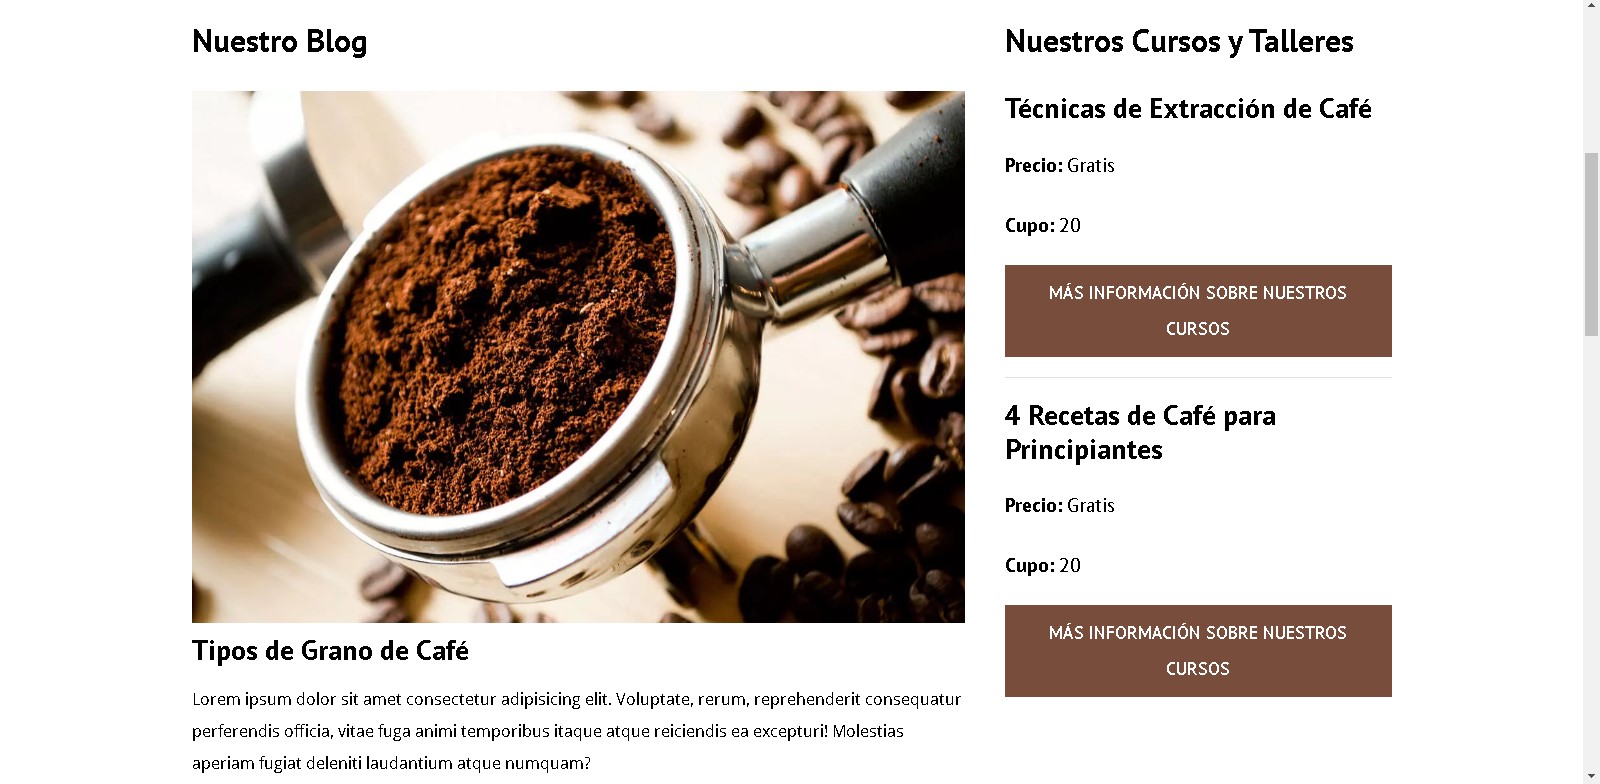 Nuestro Blog
Tipos de Grano de Café
Lorem ipsum dolor sit amet consectetur adipisicing elit. Voluptate, rerum, reprehenderit consequatur
perferendis officia, vitae fuga animi temporibus itaque atque reiciendis ea excepturi! Molestias
aperiam fugiat deleniti laudantium atque numquam?
Nuestros Cursos y Talleres
Técnicas de Extracción de Café
Precio: Gratis
Cupo: 20
MÁS INFORMACIÓN SOBRE NUESTROS
CURSOS
4 Recetas de Café para
Principiantes
Precio: Gratis
Cupo: 20
MÁS INFORMACIÓN SOBRE NUESTROS
CURSOS